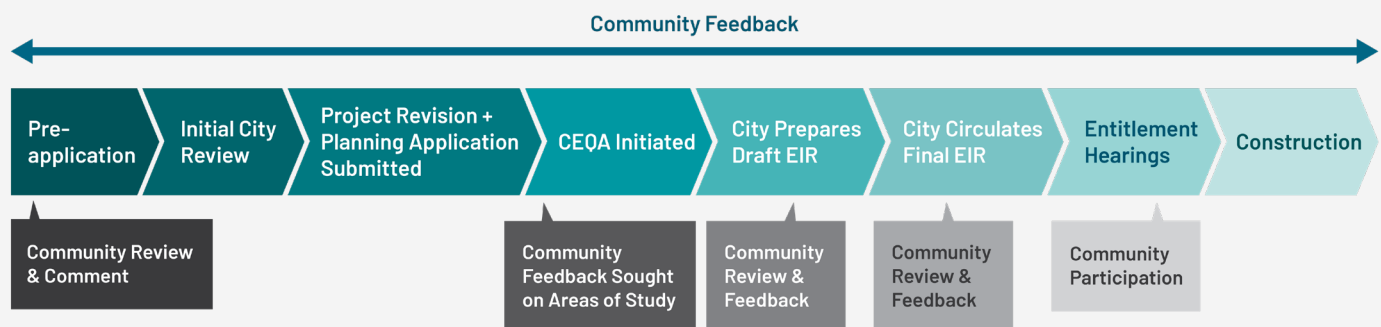 Community Feedback
Pre-
application
Initial City
Review
Project Revision +
Planning Application
Submitted
CEQA Initiated
City Prepares
Draft EIR
City Circulates
Final EIR
Entitlement
Hearings
Construction
Community Review
& Comment
Community
Feedback Sought
on Areas of Study
Community
Review &
Feedback
Community
Review &
Feedback
Community
Participation